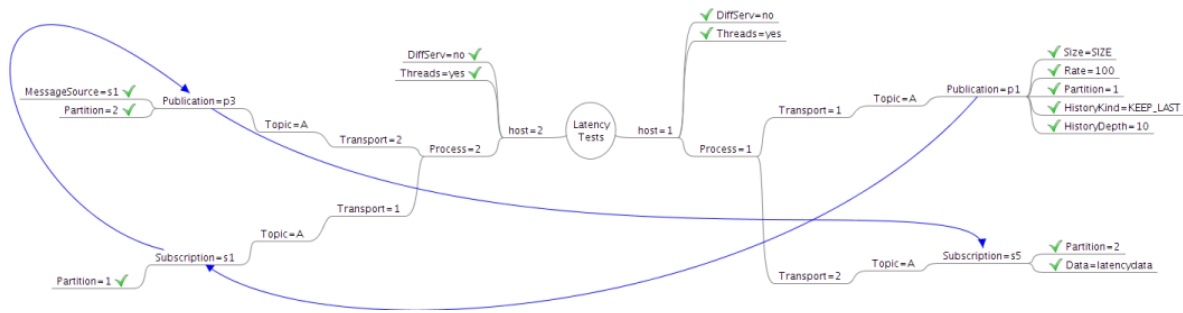 DiffServ=no
Threads=yes
DiffServ=no
Threads=yes
MessageSource=s1
Partition=2
Publication=p3
Topic=A
Transport=2
Process=2
host=2
Latency
Tests
host=1
Process=1
Transport=1
Topic=A
Publication=p1
Size=SIZE
Rate=100
Partition=1
HistoryKind=KEEP_LAST
HistoryDepth=10
Transport=1
Topic=A
Subscription=s1
Partition=1
Transport=2
Topic=A
Subscription=s5
Partition=2
Data=latencydata